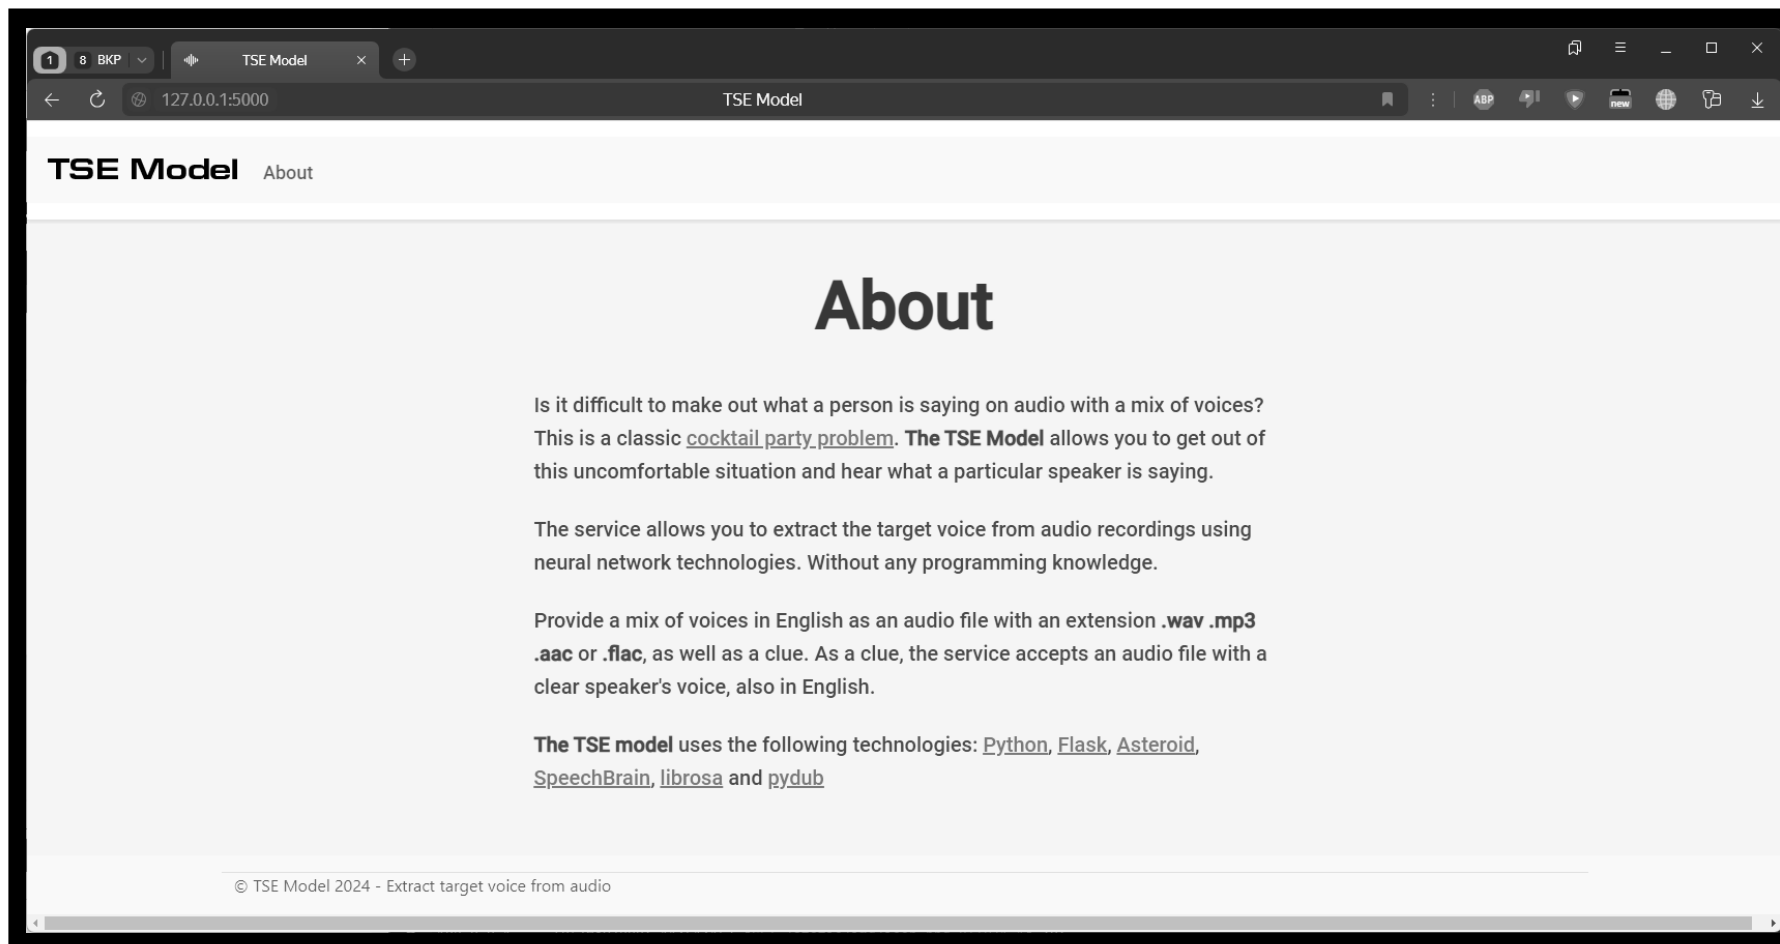 1 8 ВКР TSE Model
127.0.0.1:5000 TSE Model ABP new
TSE Model About
About
Is it difficult to make out what a person is saying on audio with a mix of voices?
This is a classic cocktail party problem. The TSE Model allows you to get out of
this uncomfortable situation and hear what a particular speaker is saying.
The service allows you to extract the target voice from audio recordings using
neural network technologies. Without any programming knowledge.
Provide a mix of voices in English as an audio file with an extension .wav .mp3
.aac or .flac, as well as a clue. As a clue, the service accepts an audio file with a
clear speaker's voice, also in English.
The TSE model uses the following technologies: Python, Flask, Asteroid,
SpeechBrain, librosa and pydub
© TSE Model 2024 - Extract target voice from audio